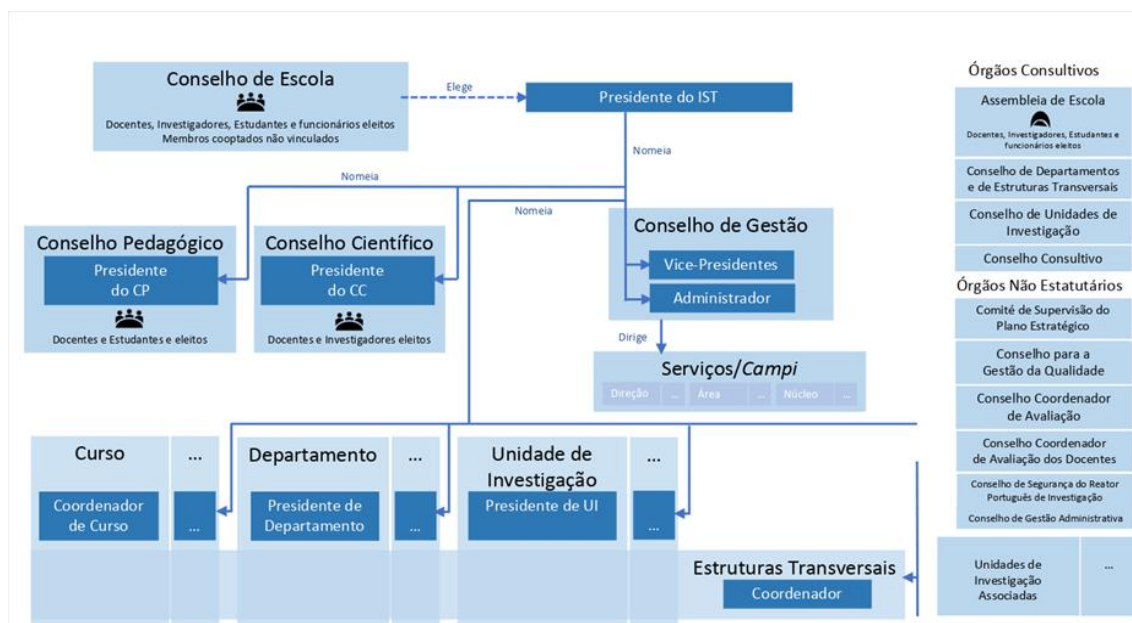 Conselho de Escola
Docentes, Investigadores, Estudantes e funcionários eleitos
Membros cooptados não vinculados
Elege
Presidente do IST
Nomeia
Nomeia
Nomeia
Conselho Pedagógico
Presidente
do CP
Docentes e Estudantes e eleitos
Conselho Científico
Presidente
do CC
Docentes e Investigadores eleitos
Conselho de Gestão
Vice-Presidentes
Administrador
Dirige
Serviços/Campi
Direção
...
Área
...
Núcleo
...
Curso
Coordenador
de Curso
...
...
Departamento
Presidente de
Departamento
...
...
Unidade de
Investigação
Presidente de UI
...
...
Estruturas Transversais
Coordenador
Órgãos Consultivos
Assembleia de Escola
Docentes, Investigadores, Estudantes e
funcionários eleitos
Conselho de Departamentos
e de Estruturas Transversais
Conselho de Unidades de
Investigação
Conselho Consultivo
Órgãos Não Estatutários
Comité de Supervisão do
Plano Estratégico
Conselho para a
Gestão da Qualidade
Conselho Coordenador
de Avaliação
Conselho Coordenador
de Avaliação dos Docentes
Conselho de Segurança do Reator
Português de Investigação
Conselho de Gestão Administrativa
Unidades de
Investigação
Associadas
...